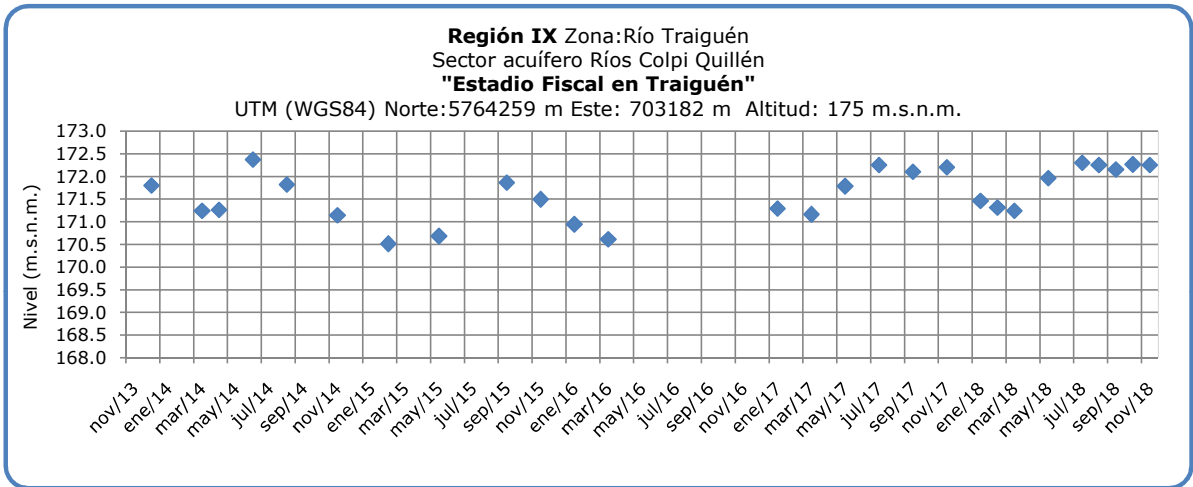 Región IX Zona:Río Traiguén
Sector acuífero Ríos Colpi Quillén
"Estadio Fiscal en Traiguén"
UTM (WGS84) Norte:5764259 m Este: 703182 m Altitud: 175 m.s.n.m.
Nivel (m.s.n.m.)
173.0
172.5
172.0
171.5
171.0
170.5
170.0
169.5
169.0
168.5
168.0
nov/13
ene/14
mar/14
may/14
jul/14
sep/14
nov/14
ene/15
mar/15
may/15
jul/15
sep/15
nov/15
ene/16
mar/16
may/16
jul/16
sep/16
nov/16
ene/17
mar/17
may/17
jul/17
sep/17
nov/17
ene/18
mar/18
may/18
jul/18
sep/18
nov/18